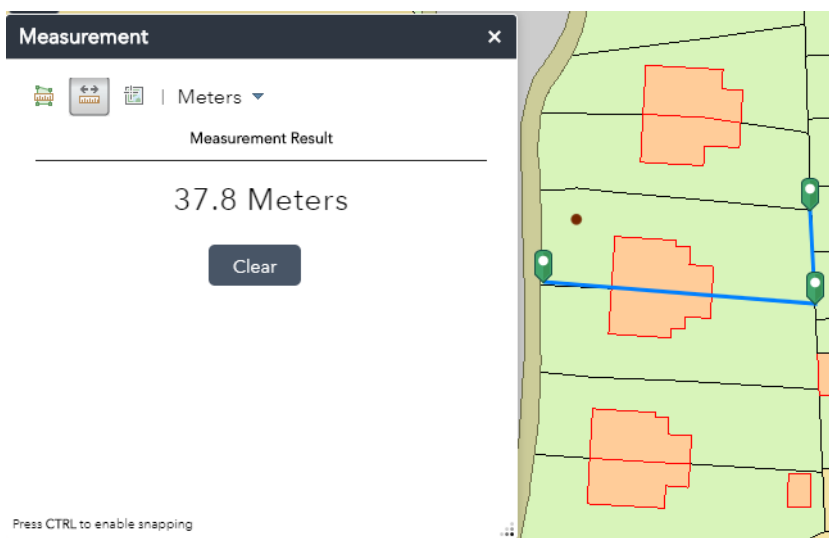 Measurement
| Meters
Measurement Result
37.8 Meters
Clear
Press CTRL to enable snapping